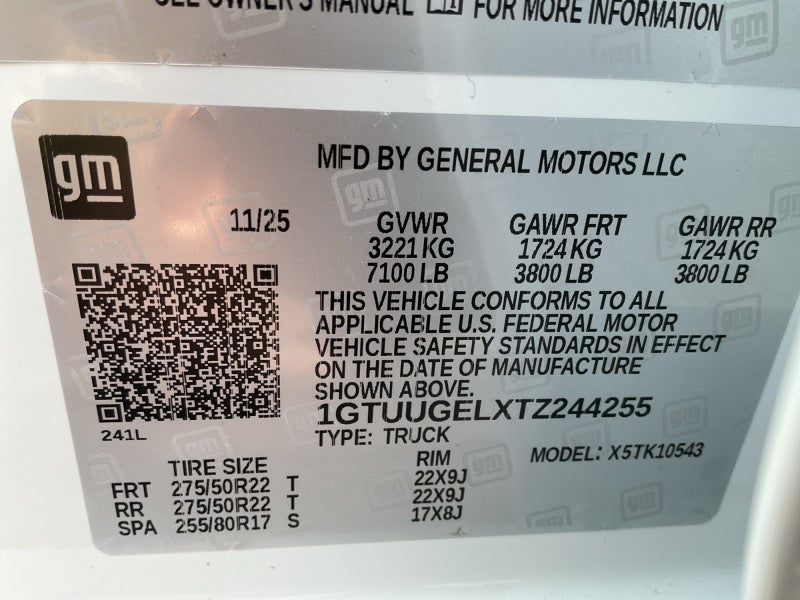 SEE OWNER'S MANUAL FOR MORE INFORMATION
gm
MFD BY GENERAL MOTORS LLC
11/25
GVWR GAWR FRT GAWR RR
3221 KG 1724 KG 1724 KG
7100 LB 3800 LB 3800 LB
THIS VEHICLE CONFORMS TO ALL
APPLICABLE U.S. FEDERAL MOTOR
VEHICLE SAFETY STANDARDS IN EFFECT
ON THE DATE OF MANUFACTURE
SHOWN ABOVE.
1GTUUGELXTZ244255
241L
TYPE: TRUCK
MODEL: X5TK10543
TIRE SIZE RIM
FRT 275/50R22 T 22X9J
RR 275/50R22 T 22X9J
SPA 255/80R17 S 17X8J